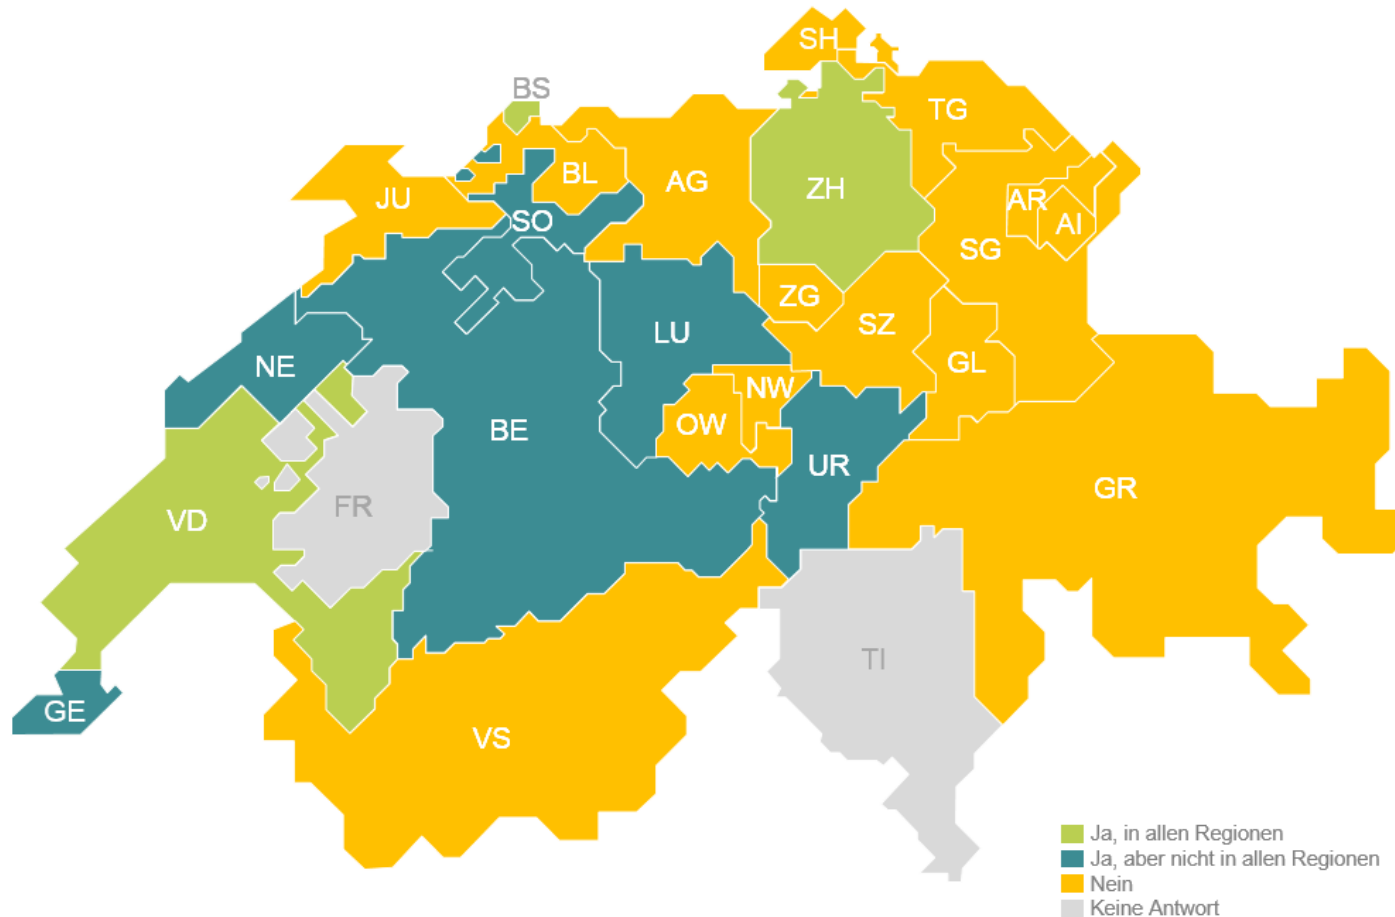 SH
BS
TG
BL
AG
ZH
JU
AR
AI
SO
SG
ZG
SZ
LU
NE
GL
NW
OW
BE
UR
GR
FR
VD
TI
GE
VS
Ja, in allen Regionen
Ja, aber nicht in allen Regionen
Nein
Keine Antwort